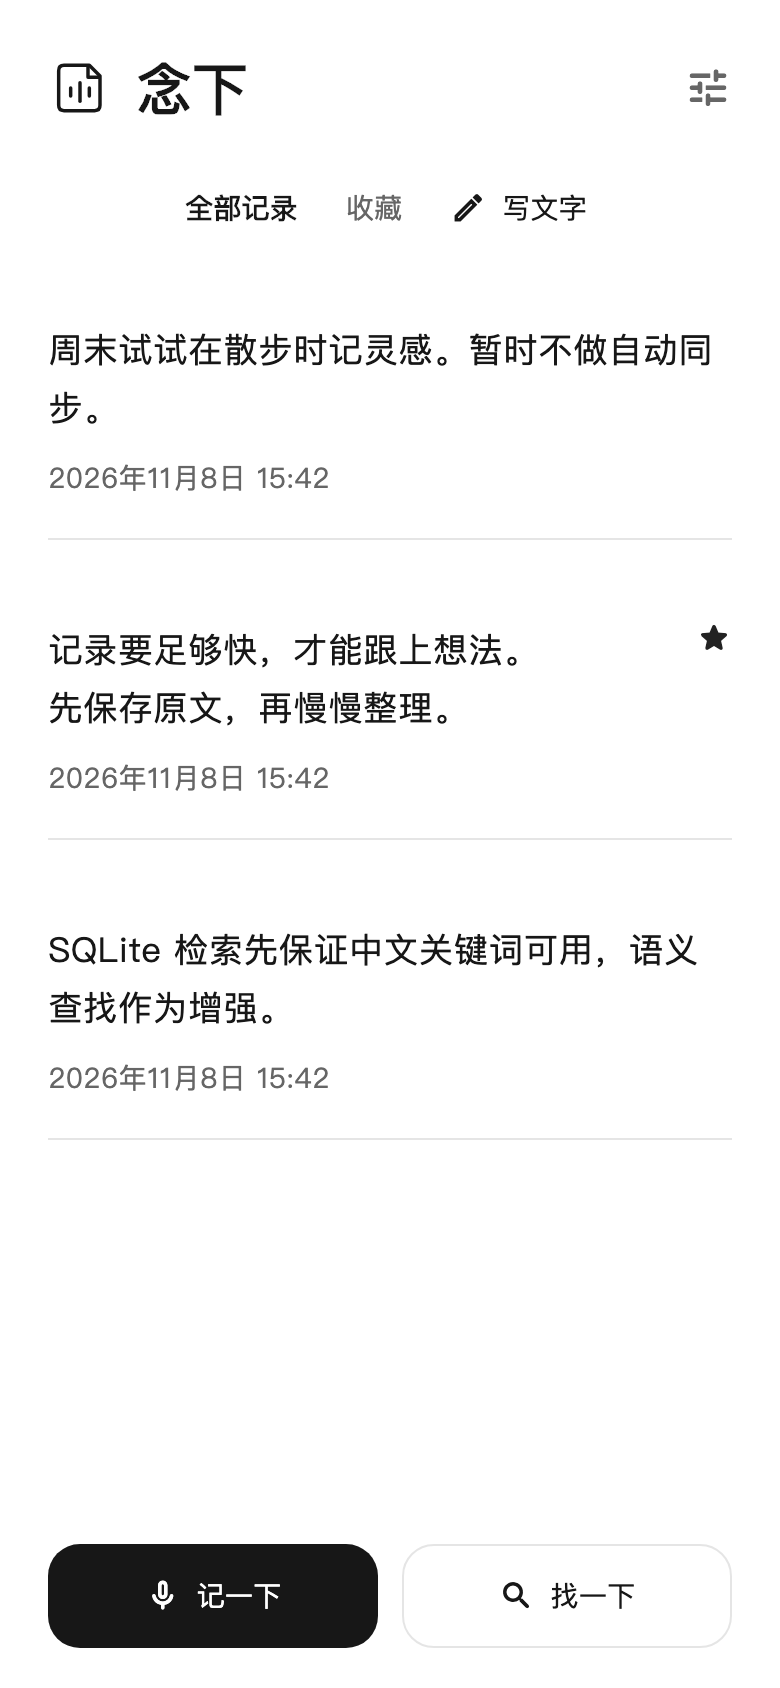 念下
全部记录 收藏 写文字
周末试试在散步时记灵感。暂时不做自动同
步。
2026年11月8日 15:42
记录要足够快，才能跟上想法。
先保存原文，再慢慢整理。
2026年11月8日 15:42
SQLite 检索先保证中文关键词可用，语义
查找作为增强。
2026年11月8日 15:42
记一下 找一下